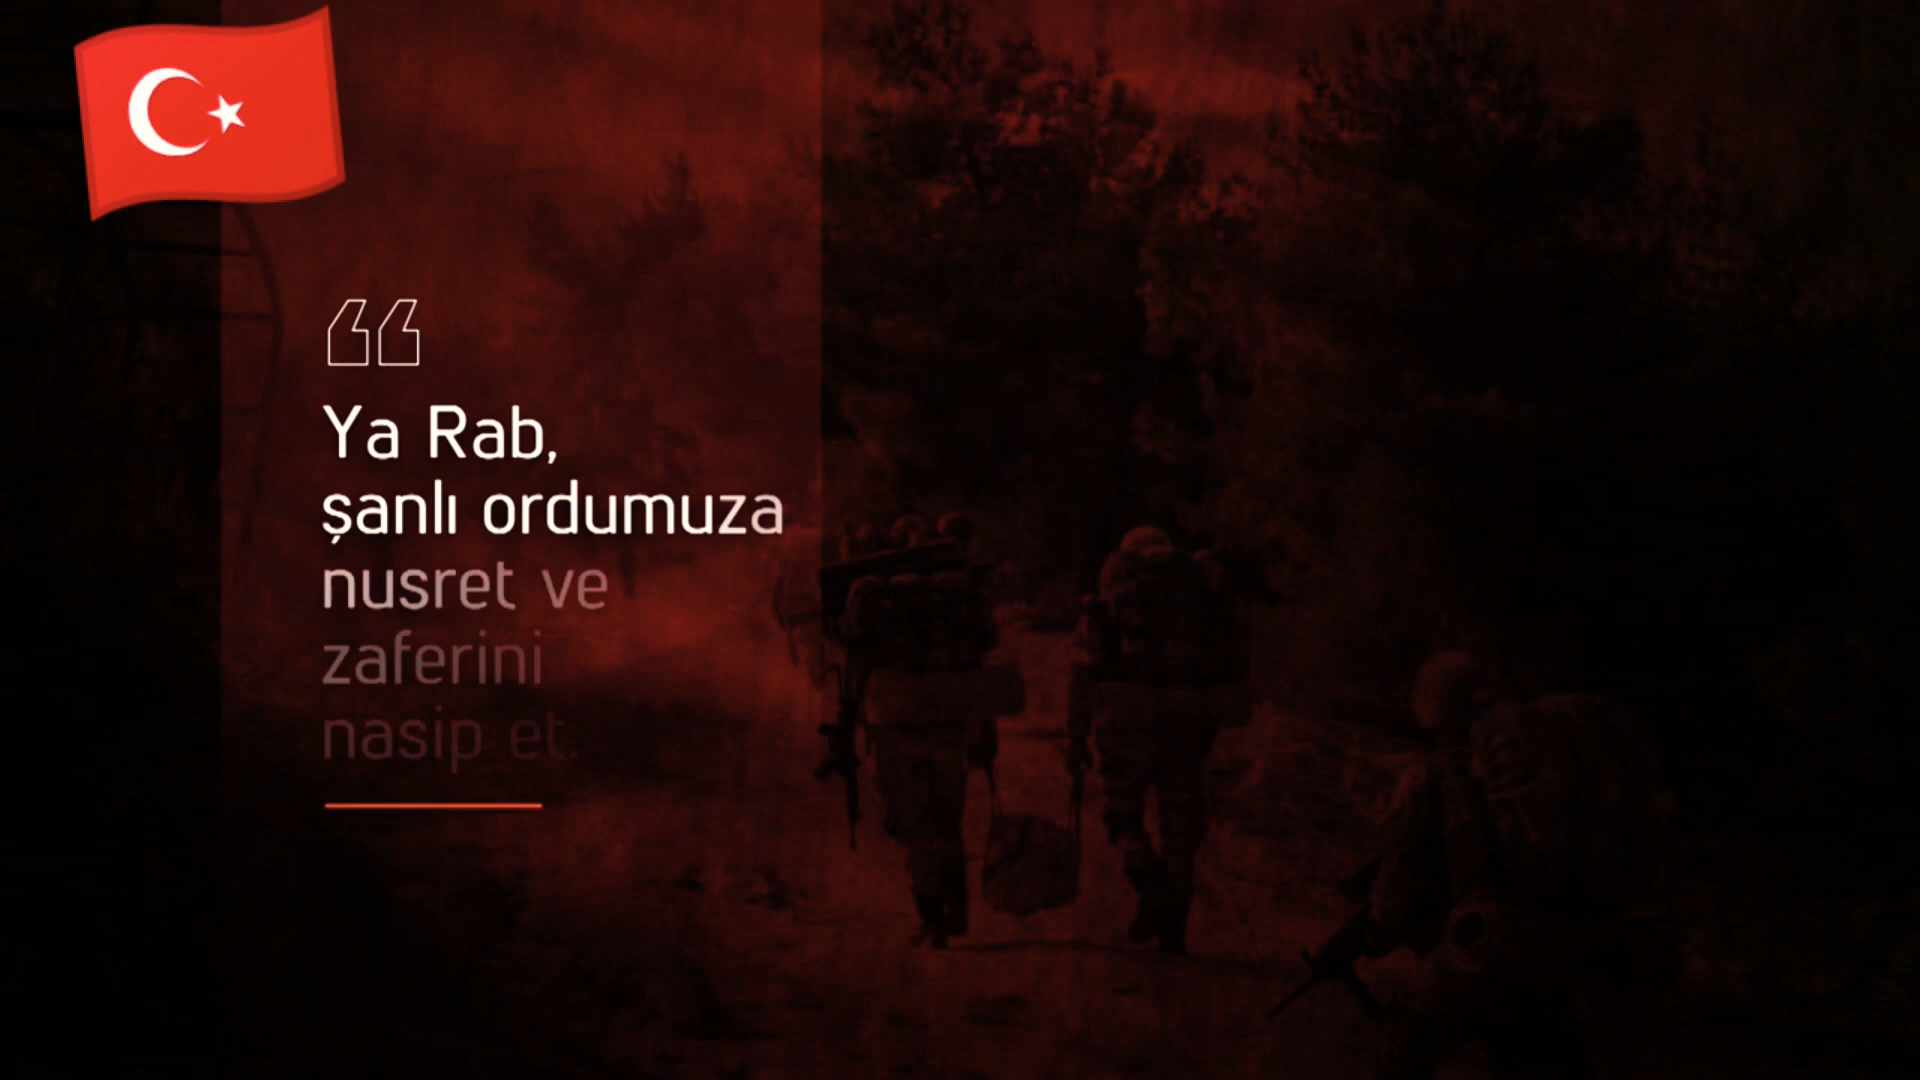 Ya Rab,
şanlı ordumuza
nusret ve
zaferini
nasip et.